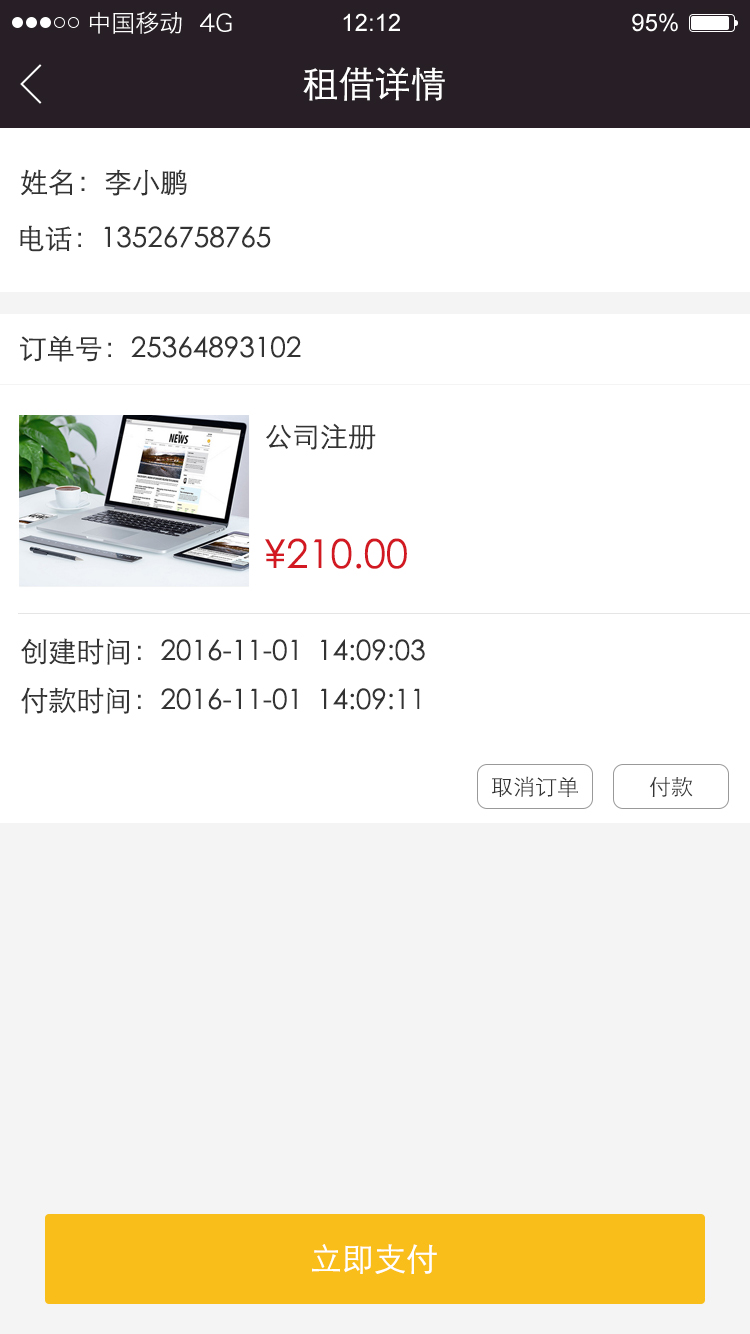 中国移动 4G 12:12 95%
租借详情
姓名：李小鹏
电话：13526758765
订单号：25364893102
NEWS
公司注册
¥210.00
创建时间：2016-11-01 14:09:03
付款时间：2016-11-01 14:09:11
取消订单 付款
立即支付